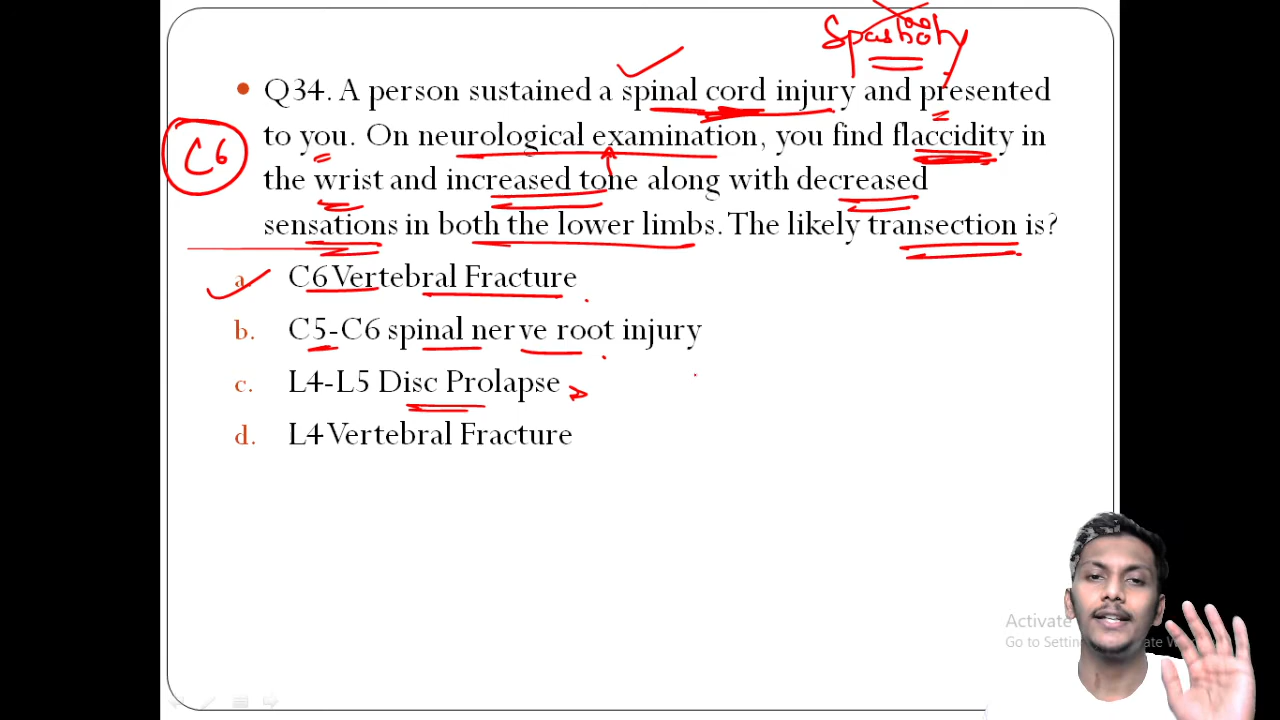 Spasticity
• Q34. A person sustained a spinal cord injury and presented
to you. On neurological examination, you find flaccidity in
C6
the wrist and increased tone along with decreased
sensations in both the lower limbs. The likely transection is?
a. C6 Vertebral Fracture
b. C5-C6 spinal nerve root injury
c. L4-L5 Disc Prolapse
d. L4 Vertebral Fracture
Activate
Go to Setting